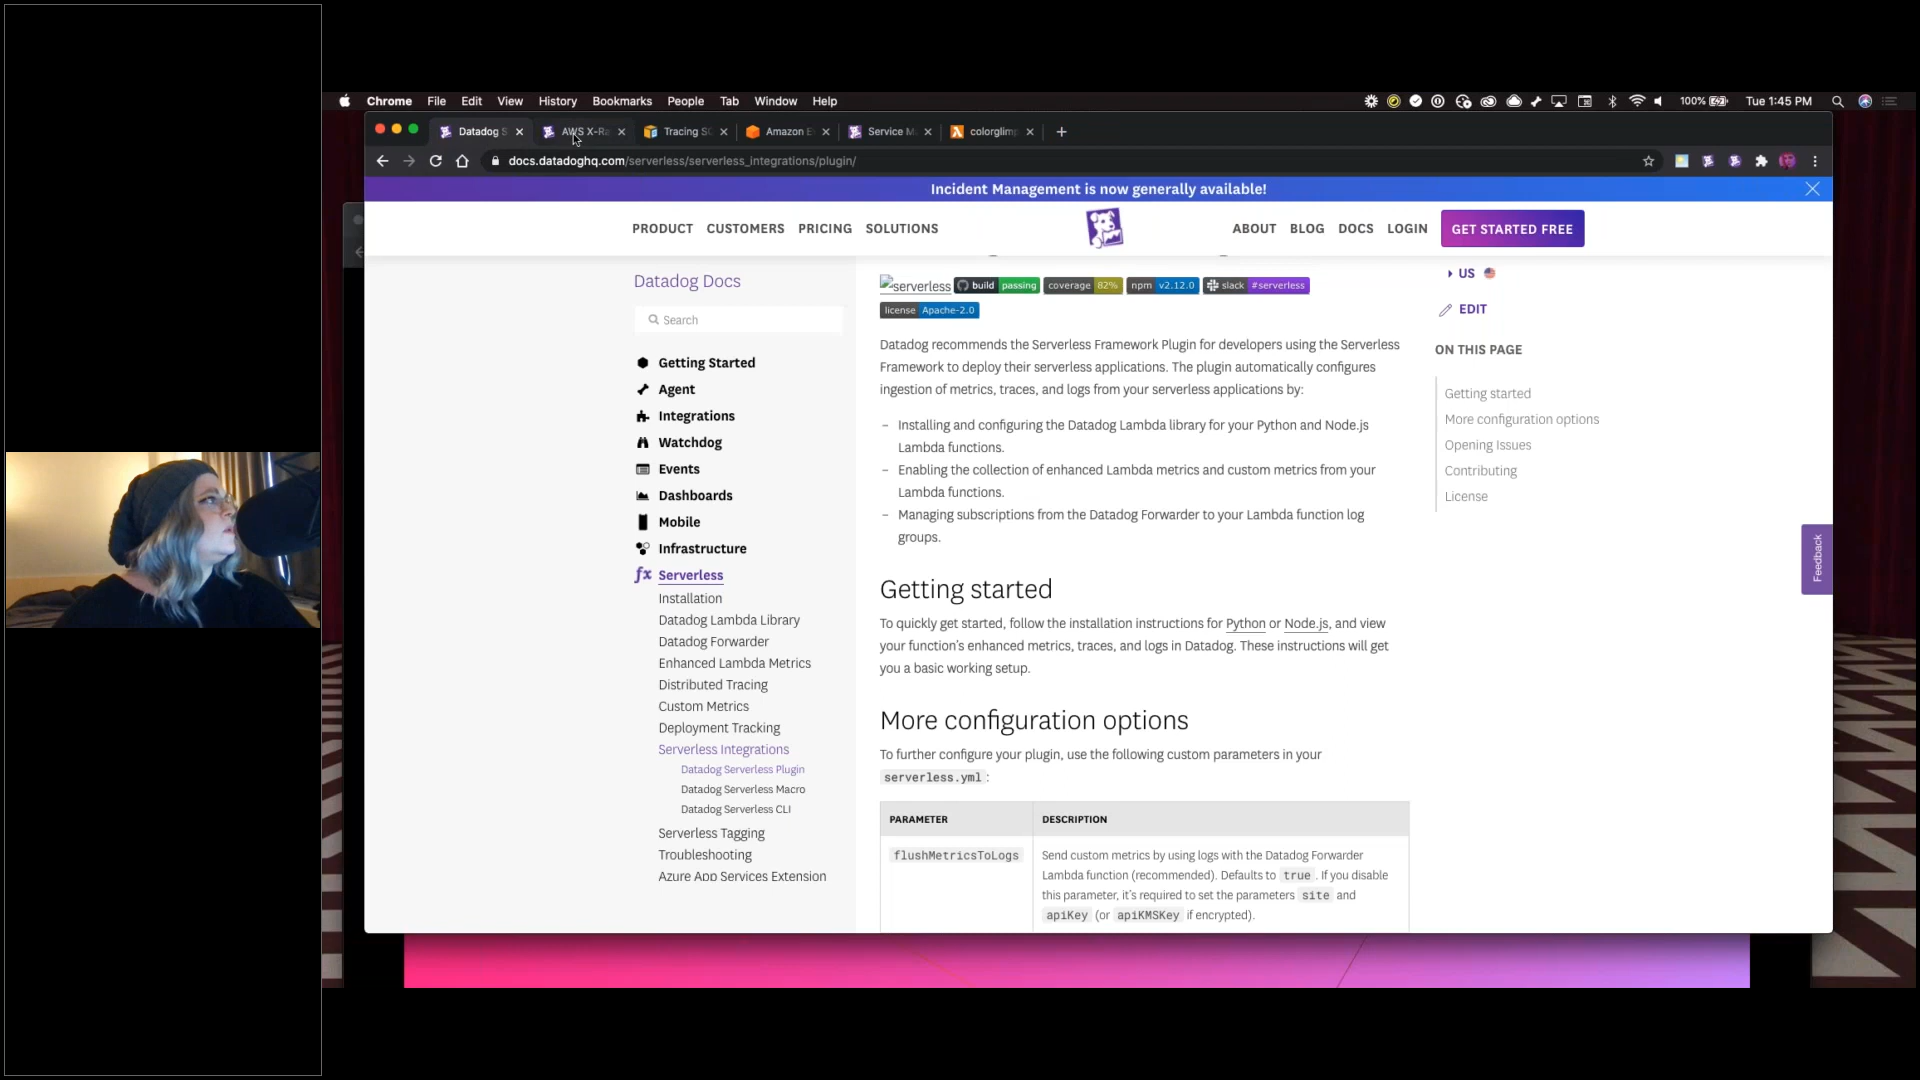 Chrome File Edit View History Bookmarks People Tab Window Help
100% Tue 1:45 PM
Datadog S AWS X-Ra Tracing S Amazon E Service M colorglim
docs.datadoghq.com/serverless/serverless_integrations/plugin/
Incident Management is now generally available!
PRODUCT CUSTOMERS PRICING SOLUTIONS ABOUT BLOG DOCS LOGIN GET STARTED FREE
Datadog Docs
Search
Getting Started
Agent
Integrations
Watchdog
Events
Dashboards
Mobile
Infrastructure
Serverless
Installation
Datadog Lambda Library
Datadog Forwarder
Enhanced Lambda Metrics
Distributed Tracing
Custom Metrics
Deployment Tracking
Serverless Integrations
Datadog Serverless Plugin
Datadog Serverless Macro
Datadog Serverless CLI
Serverless Tagging
Troubleshooting
Azure App Services Extension
serverless build passing coverage 82% npm v2.12.0 slack #serverless
license Apache-2.0
Datadog recommends the Serverless Framework Plugin for developers using the Serverless
Framework to deploy their serverless applications. The plugin automatically configures
ingestion of metrics, traces, and logs from your serverless applications by:
– Installing and configuring the Datadog Lambda library for your Python and Node.js
Lambda functions.
– Enabling the collection of enhanced Lambda metrics and custom metrics from your
Lambda functions.
– Managing subscriptions from the Datadog Forwarder to your Lambda function log
groups.
Getting started
To quickly get started, follow the installation instructions for Python or Node.js, and view
your function's enhanced metrics, traces, and logs in Datadog. These instructions will get
you a basic working setup.
More configuration options
To further configure your plugin, use the following custom parameters in your
serverless.yml:
PARAMETER DESCRIPTION
flushMetricsToLogs Send custom metrics by using logs with the Datadog Forwarder
Lambda function (recommended). Defaults to true. If you disable
this parameter, it's required to set the parameters site and
apiKey (or apiKMSKey if encrypted).
US
EDIT
ON THIS PAGE
Getting started
More configuration options
Opening Issues
Contributing
License
Feedback